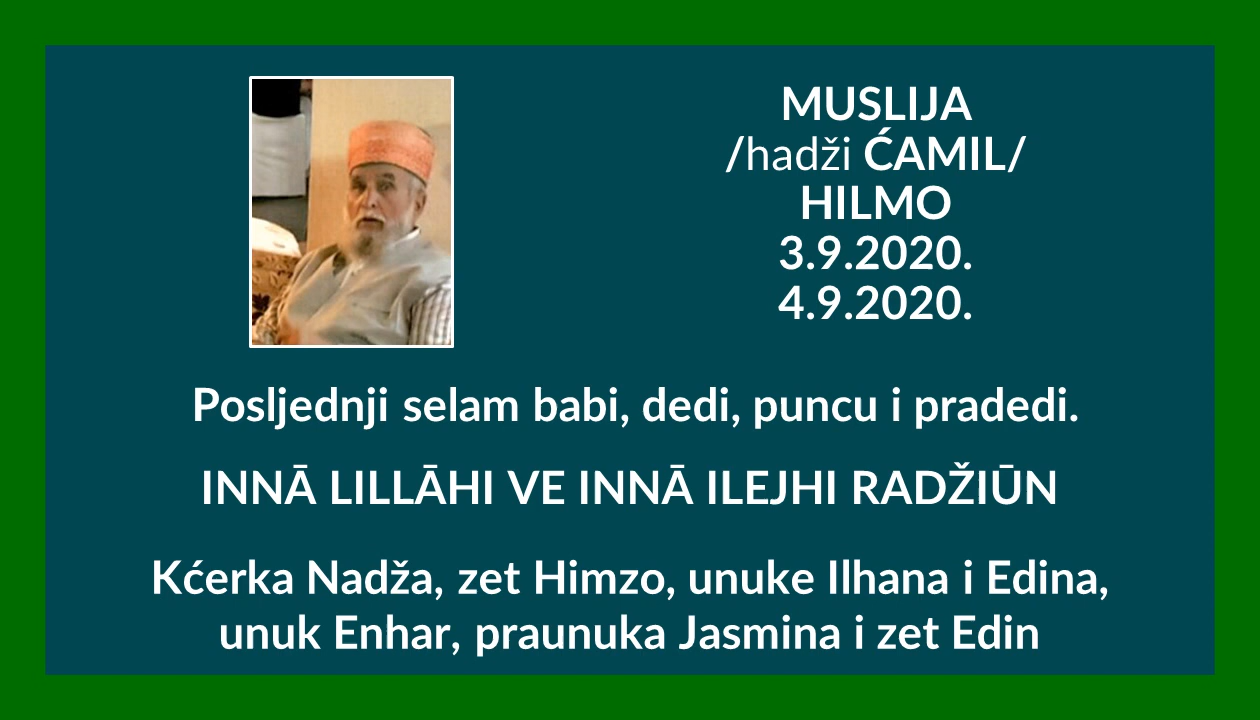 MUSLIJA
/hadži ĆAMIL/
HILMO
3.9.2020.
4.9.2020.
Posljednji selam babi, dedi, puncu i pradedi.
INNĀ LILLĀHI VE INNĀ ILEJHI RADŽIŪN
Kćerka Nadža, zet Himzo, unuke Ilhana i Edina,
unuk Enhar, praunuka Jasmina i zet Edin